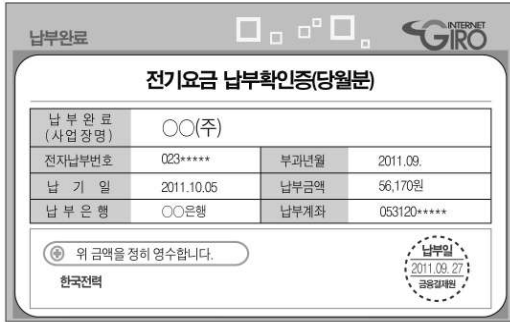 납부완료
INTERNET
GIRO
전기요금 납부확인증(당월분)
납 부 완 료
(사업장명)
○○(주)
전자납부번호 023***** 부과년월 2011.09.
납 기 일 2011.10.05 납부금액 56,170원
납 부 은 행 ○○은행 납부계좌 053120*****
위 금액을 정히 영수합니다.
한국전력
납부일
2011.09. 27
금융결제원